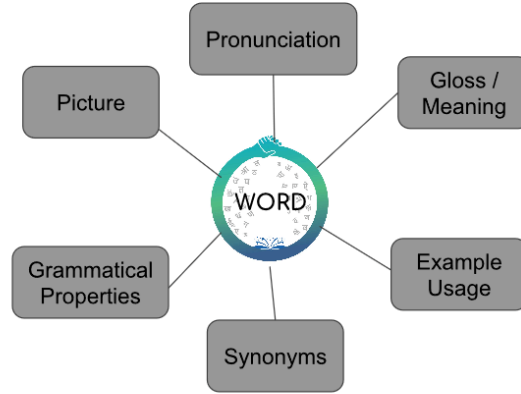 Pronunciation
Picture
Gloss /
Meaning
WORD
Grammatical
Properties
Example
Usage
Synonyms